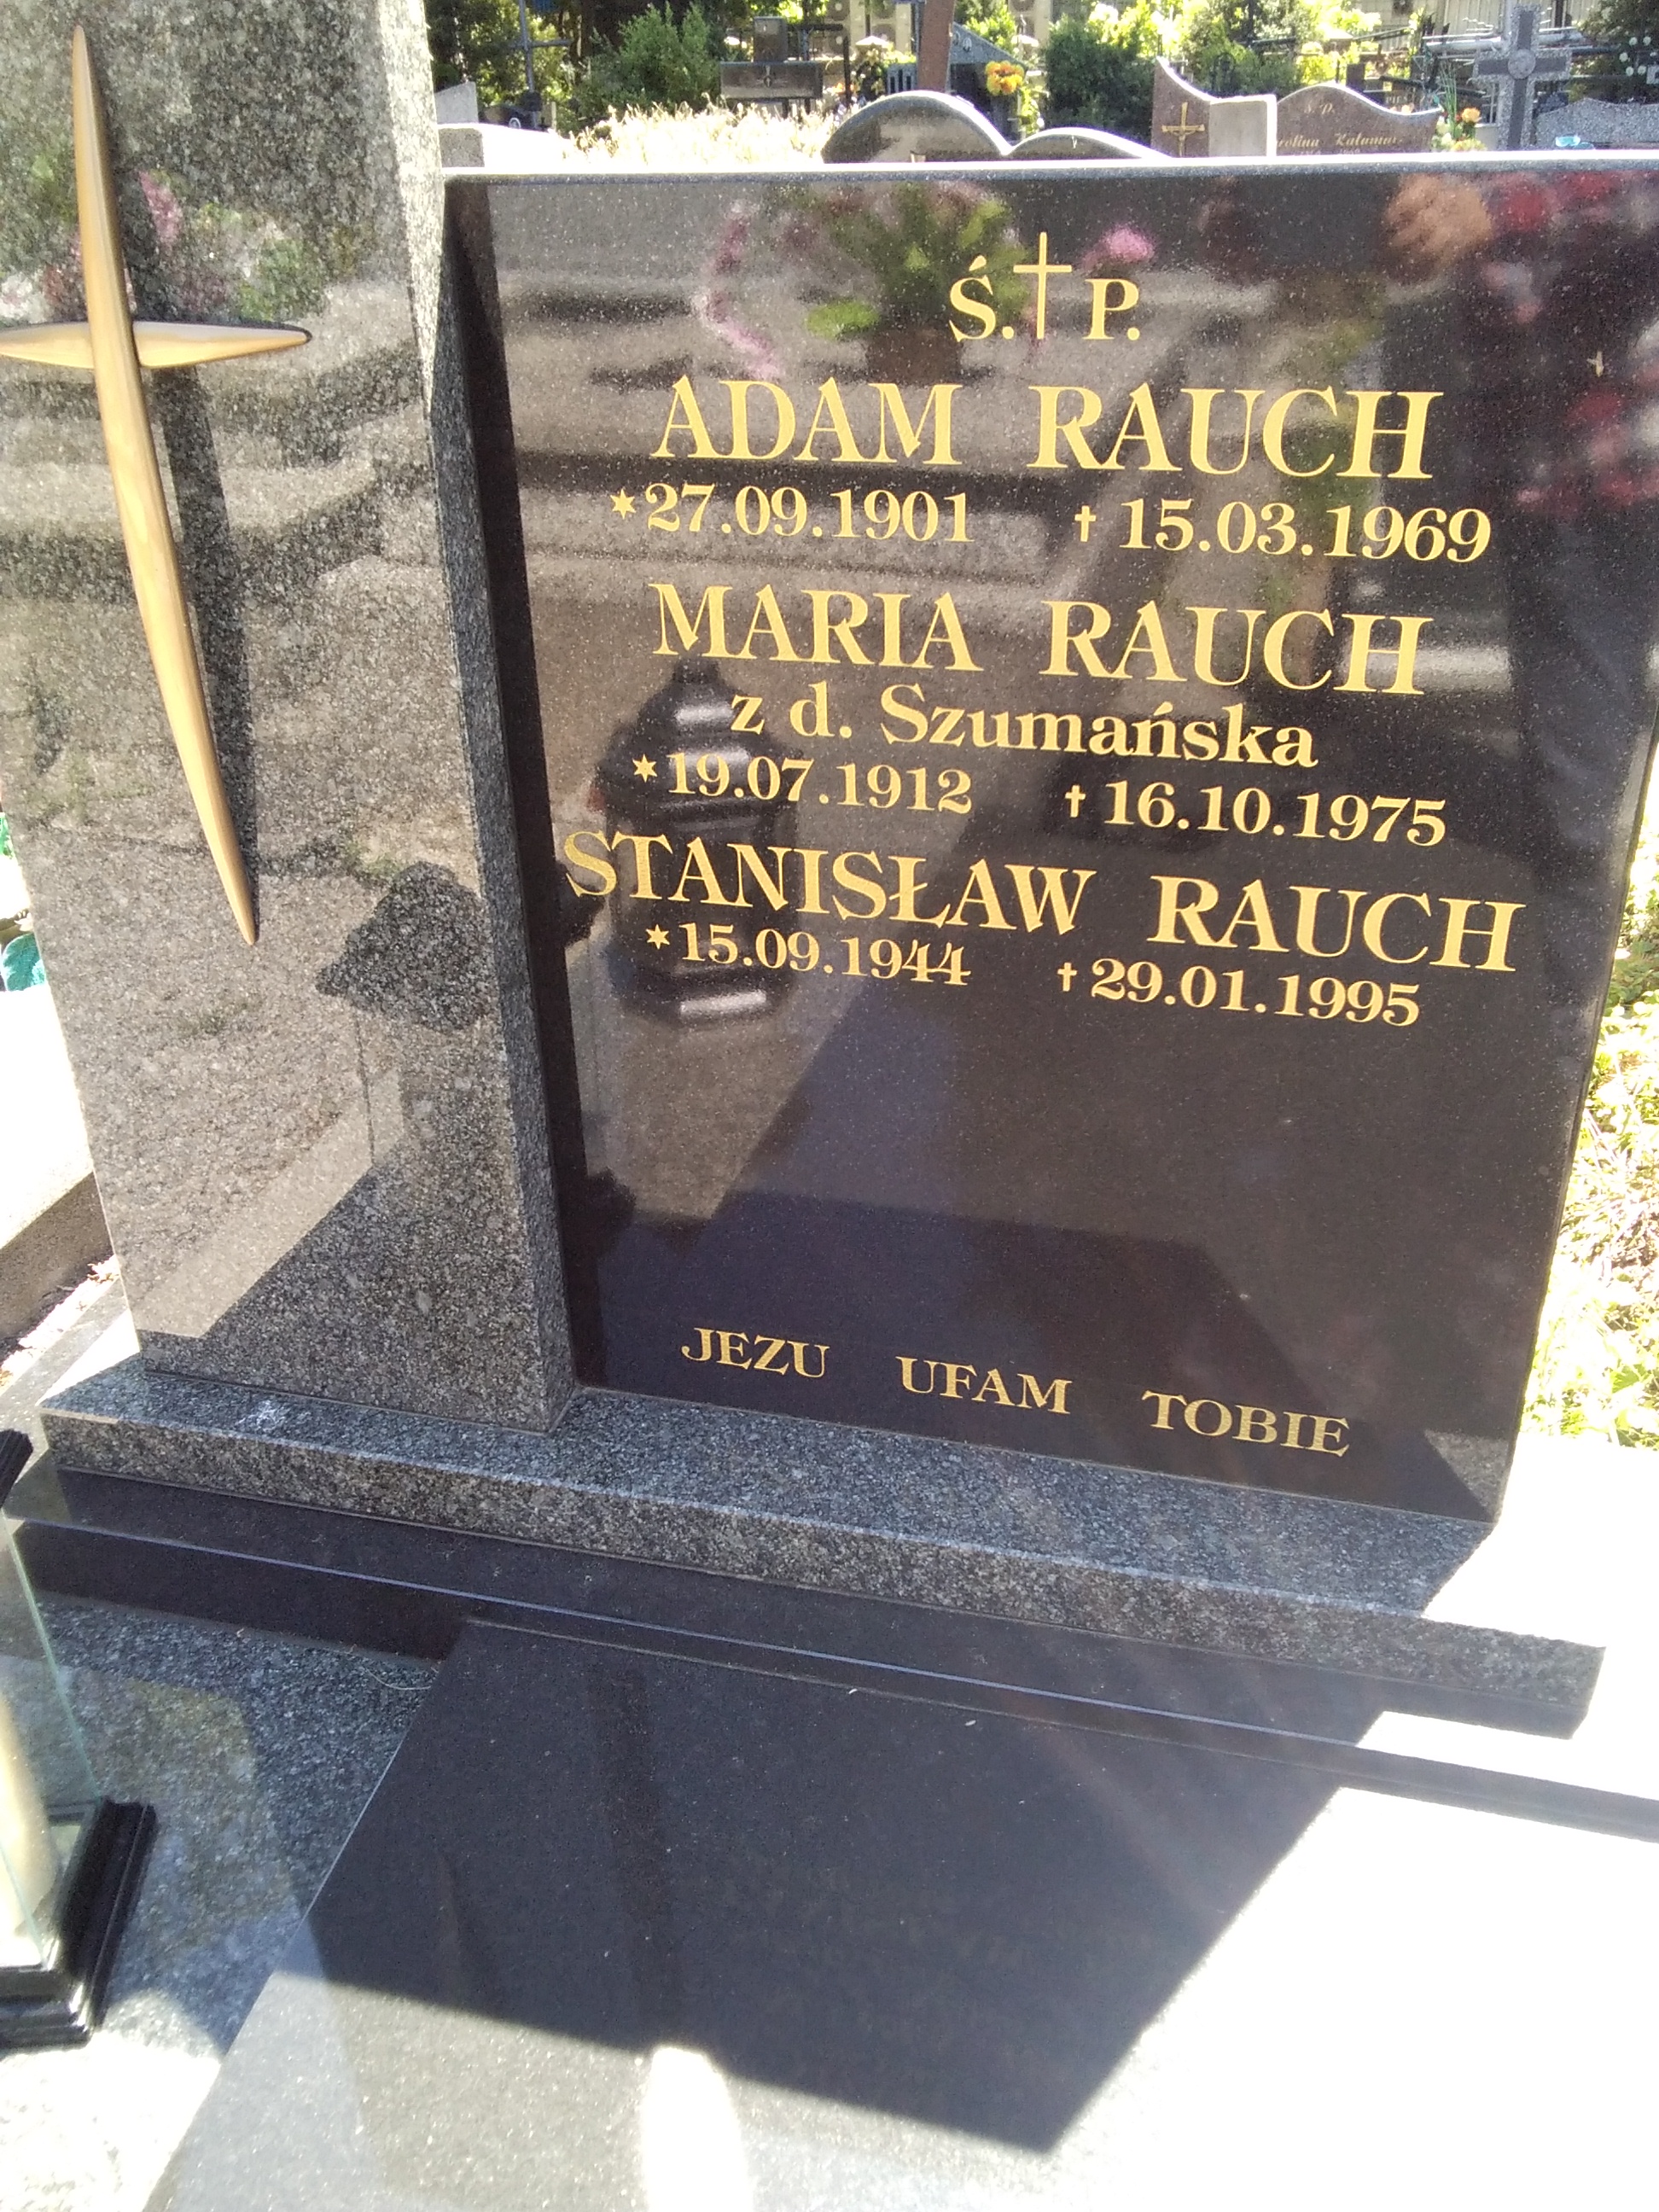 Ś. P.
ADAM RAUCH
*27.09.1901 †15.03.1969
MARIA RAUCH
z d. Szumańska
*19.07.1912 †16.10.1975
STANISŁAW RAUCH
*15.09.1944 †29.01.1995
JEZU UFAM TOBIE
Ś.P.